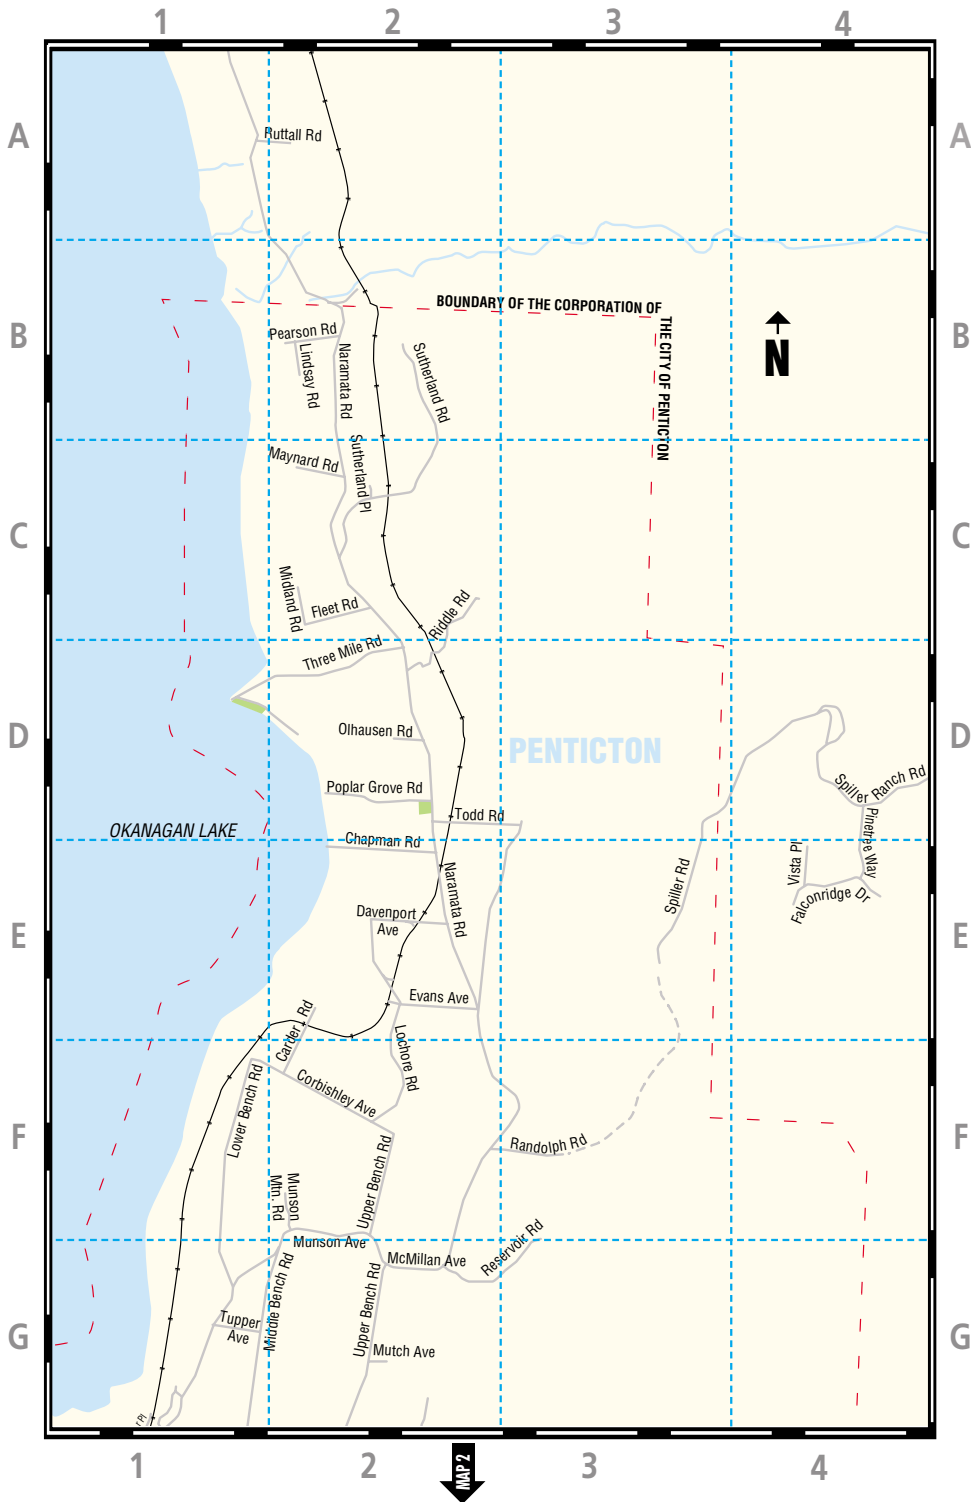 1
2
3
4
A
A
Ruttall Rd
BOUNDARY OF THE CORPORATION OF
THE CITY OF PENTICTON
B
B
N
Pearson Rd
Lindsay Rd
Naramata Rd
Sutherland Rd
Maynard Rd
Sutherland Pl
C
C
Midland Rd
Fleet Rd
Riddle Rd
Three Mile Rd
D
D
Olhausen Rd
PENTICTON
Poplar Grove Rd
Spiller Ranch Rd
Todd Rd
OKANAGAN LAKE
Chapman Rd
Pinetree Way
Vista Pl
Spiller Rd
Falconridge Dr
Naramata Rd
Davenport
Ave
E
E
Evans Ave
Carder Rd
Lochore Rd
Corbishley Ave
Lower Bench Rd
F
F
Randolph Rd
Upper Bench Rd
Munson
Mtn. Rd
Munson Ave
McMillan Ave
Reservoir Rd
Middle Bench Rd
Upper Bench Rd
Tupper
Ave
G
G
Mutch Ave
r Pl
1
2
MAP 2
3
4